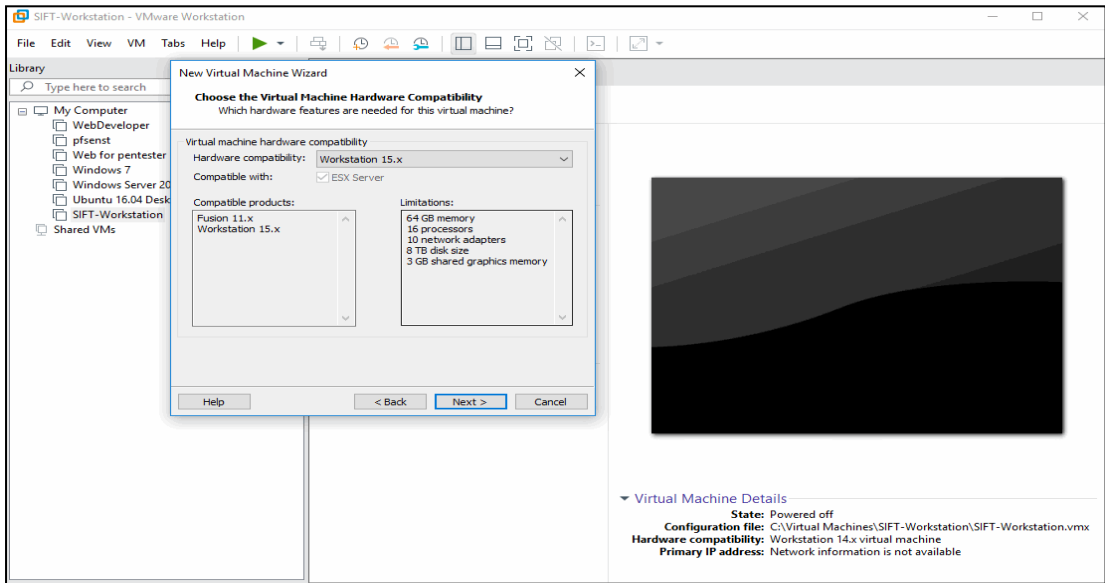 SIFT-Workstation - VMware Workstation
File Edit View VM Tabs Help
Library
Type here to search
My Computer
WebDeveloper
pfsenst
Web for pentester
Windows 7
Windows Server 20
Ubuntu 16.04 Desk
SIFT-Workstation
Shared VMs
New Virtual Machine Wizard
Choose the Virtual Machine Hardware Compatibility
Which hardware features are needed for this virtual machine?
Virtual machine hardware compatibility
Hardware compatibility: Workstation 15.x
Compatible with: ESX Server
Compatible products: Limitations:
Fusion 11.x
Workstation 15.x
64 GB memory
16 processors
10 network adapters
8 TB disk size
3 GB shared graphics memory
Help < Back Next > Cancel
Virtual Machine Details
State: Powered off
Configuration file: C:\Virtual Machines\SIFT-Workstation\SIFT-Workstation.vmx
Hardware compatibility: Workstation 14.x virtual machine
Primary IP address: Network information is not available